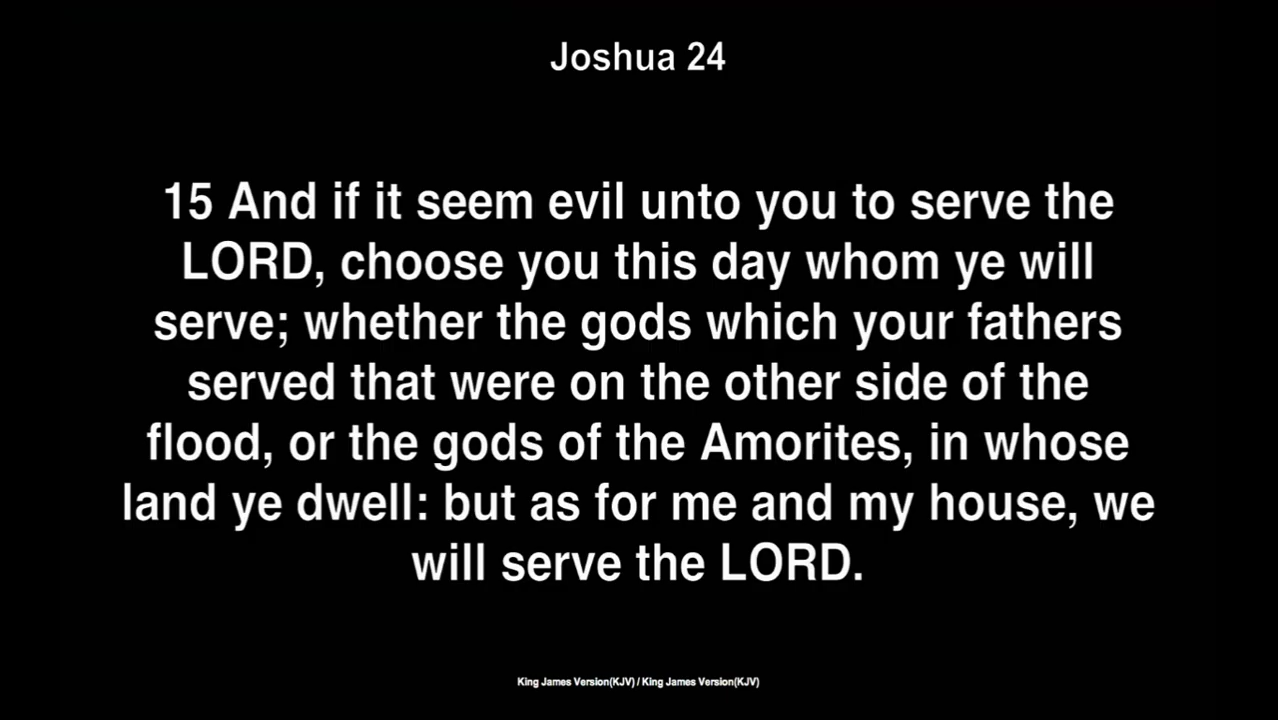 Joshua 24
15 And if it seem evil unto you to serve the
LORD, choose you this day whom ye will
serve; whether the gods which your fathers
served that were on the other side of the
flood, or the gods of the Amorites, in whose
land ye dwell: but as for me and my house, we
will serve the LORD.
King James Version(KJV) / King James Version(KJV)